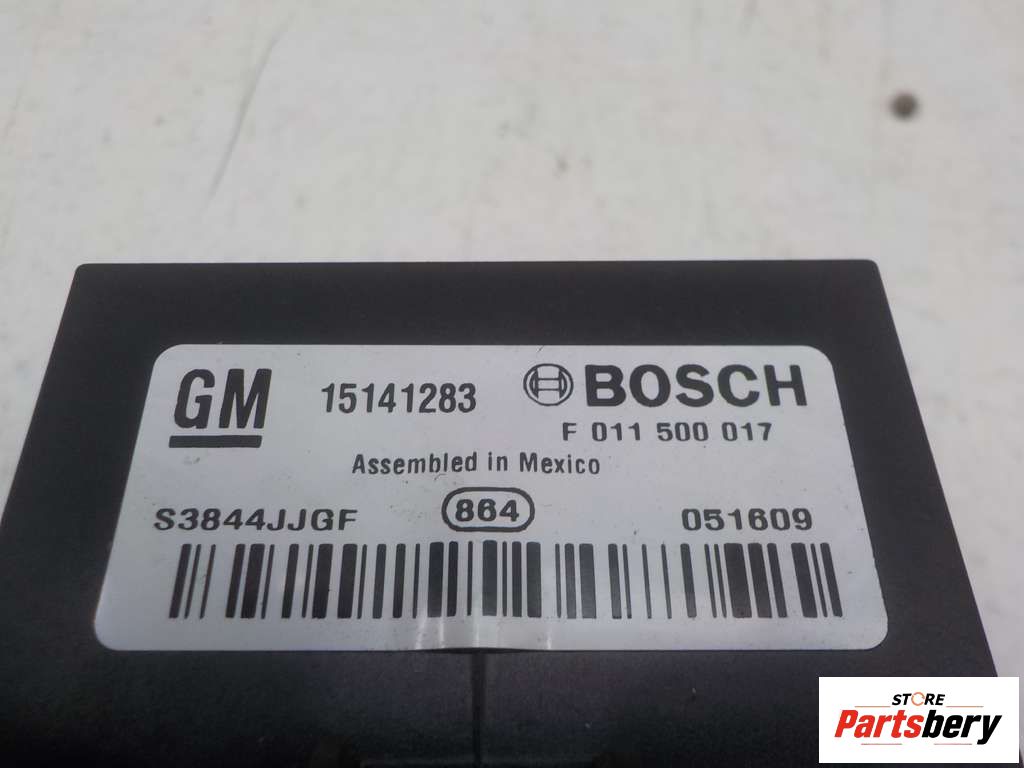 GM 15141283 BOSCH
F 011 500 017
Assembled in Mexico
S3844JJGF 864 051609
STORE
Partsbery